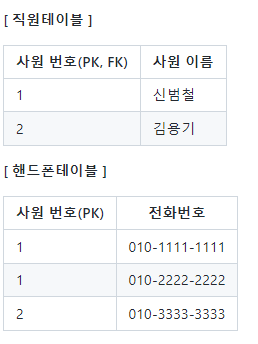 [ 직원테이블 ]
사원 번호(PK, FK) 사원 이름
1 신범철
2 김용기
[ 핸드폰테이블 ]
사원 번호(PK) 전화번호
1 010-1111-1111
1 010-2222-2222
2 010-3333-3333